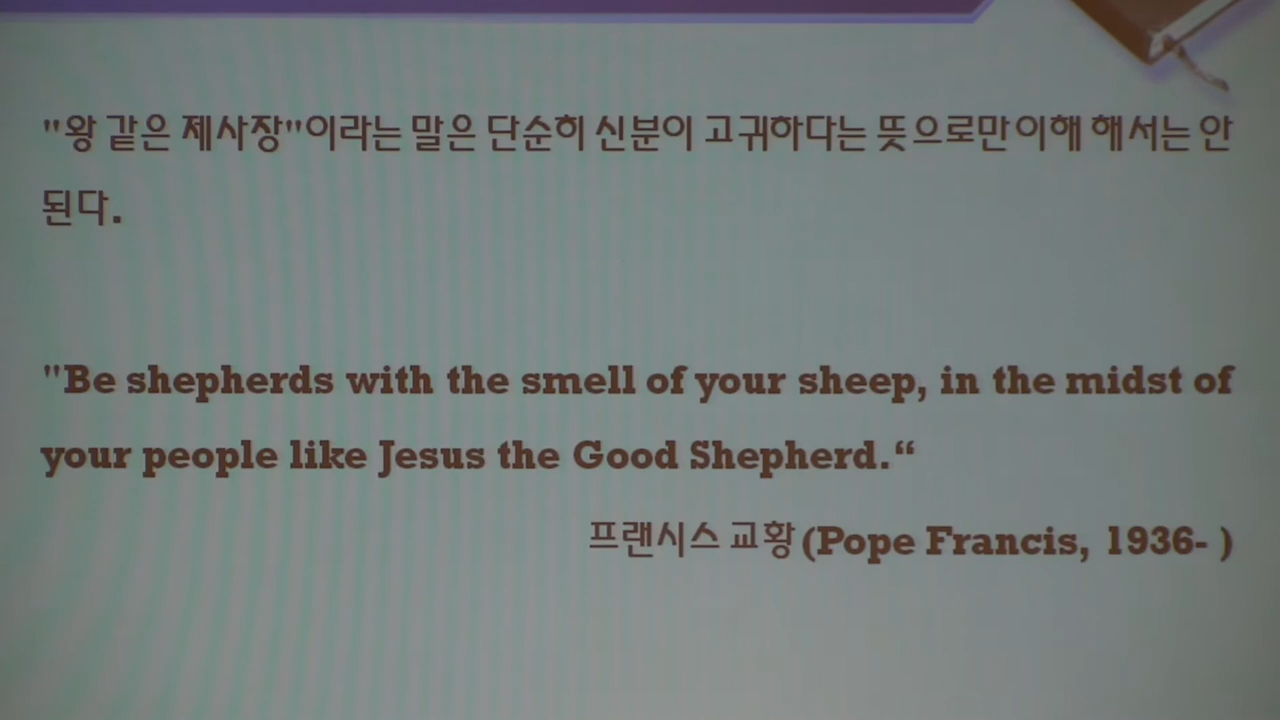 "왕 같은 제사장"이라는 말은 단순히 신분이 고귀하다는 뜻으로만 이해 해서는 안
된다.
"Be shepherds with the smell of your sheep, in the midst of
your people like Jesus the Good Shepherd.“
프랜시스 교황(Pope Francis, 1936- )